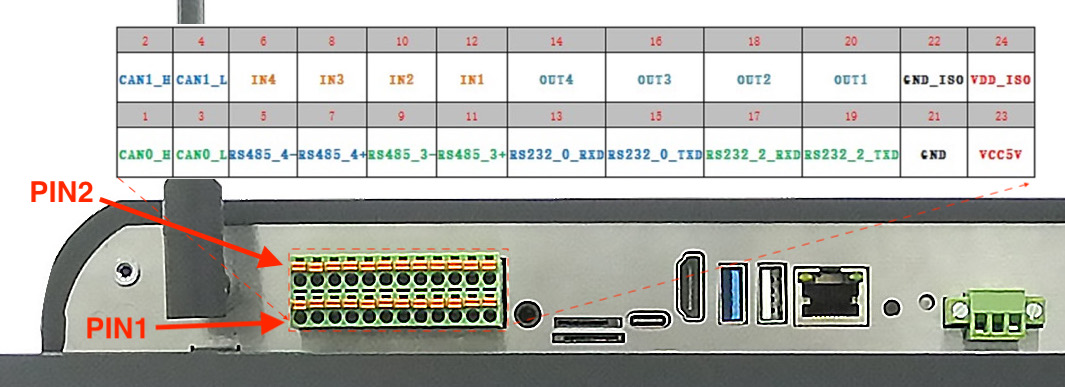 2 4 6 8 10 12 14 16 18 20 22 24
CAN1_H CAN1_L IN4 IN3 IN2 IN1 OUT4 OUT3 OUT2 OUT1 GND_ISO VDD_ISO
1 3 5 7 9 11 13 15 17 19 21 23
CAN0_H CAN0_L RS485_4- RS485_4+ RS485_3- RS485_3+ RS232_0_RXD RS232_0_TXD RS232_2_RXD RS232_2_TXD GND VCC5V
PIN2
PIN1